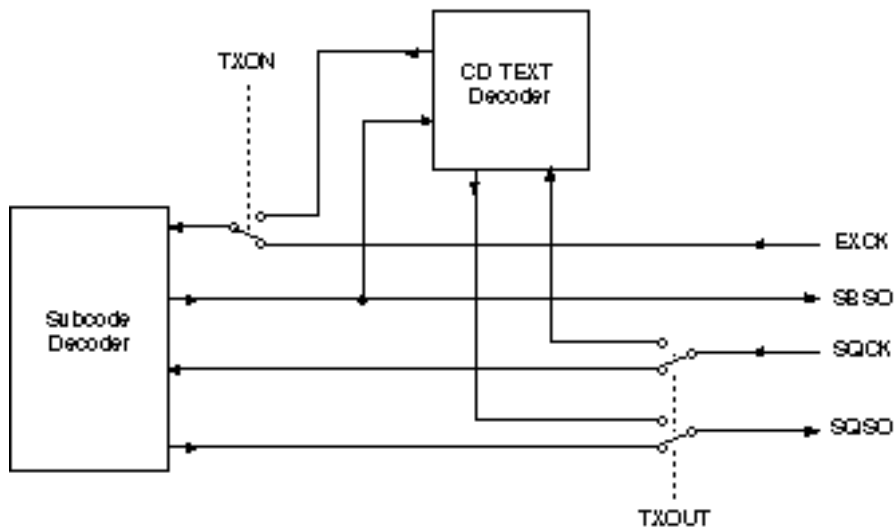 TXON
CD TEXT
Decoder
EXCK
SBSO
Subcode
Decoder
SQCK
SQSO
TXOUT